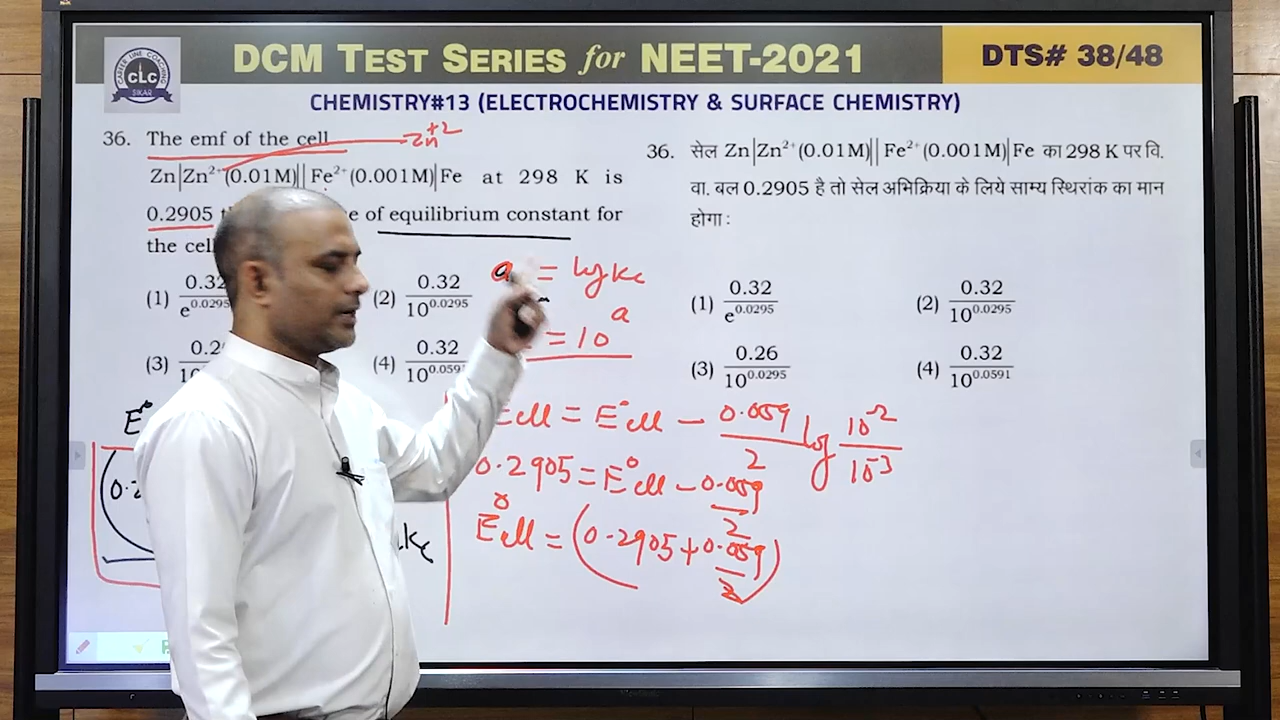 CAREER LINE COACHING
CLC
SIKAR
DCM TEST SERIES for NEET-2021
DTS# 38/48
CHEMISTRY#13 (ELECTROCHEMISTRY & SURFACE CHEMISTRY)
36. The emf of the cell
Zn⁺²
Zn|Zn²⁺(0.01M)||Fe²⁺(0.001M)|Fe at 298 K is
0.2905 of equilibrium constant for
the
(1) 0.32/e^0.0295
(2) 0.32/10^0.0295
(3)
(4) 0.32/10^0.0591
a = log Kc
= 10^a
E°
Kc
36. सेल Zn|Zn²⁺(0.01M)||Fe²⁺(0.001M)|Fe का 298 K पर वि.
वा. बल 0.2905 है तो सेल अभिक्रिया के लिये साम्य स्थिरांक का मान
होगा :
(1) 0.32/e^0.0295
(2) 0.32/10^0.0295
(3) 0.26/10^0.0295
(4) 0.32/10^0.0591
Ecell = E°cell − 0.059/2 log 10⁻²/10⁻³
0.2905 = E°cell − 0.059/2
E°cell = (0.2905 + 0.059/2)